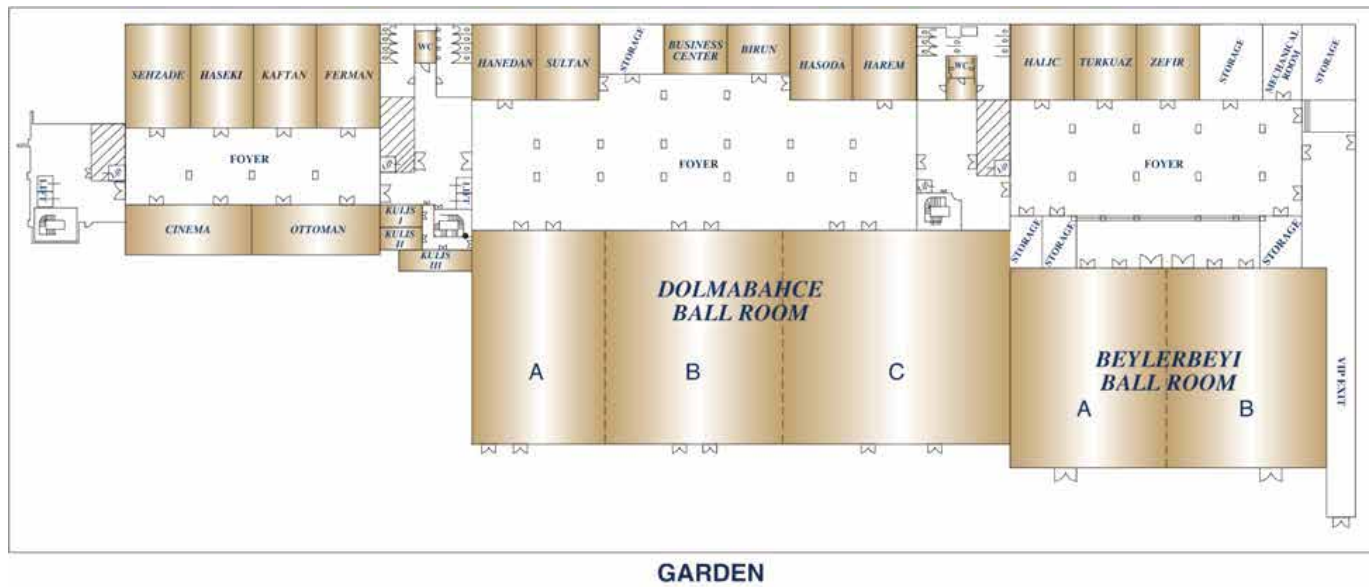 SEHZADE
HASEKI
KAFTAN
FERMAN
WC
HANEDAN
SULTAN
STORAGE
BUSINESS
CENTER
BIRUN
HASODA
HAREM
WC
HALIC
TURKUAZ
ZEFIR
STORAGE
MECHANICAL
ROOM
STORAGE
FOYER
FOYER
FOYER
LIFT
LIFT
CINEMA
OTTOMAN
KULIS
I
KULIS
II
KULIS
III
STORAGE
STORAGE
STORAGE
DOLMABAHCE
BALL ROOM
A
B
C
BEYLERBEYI
BALL ROOM
A
B
VIP EXIT
GARDEN